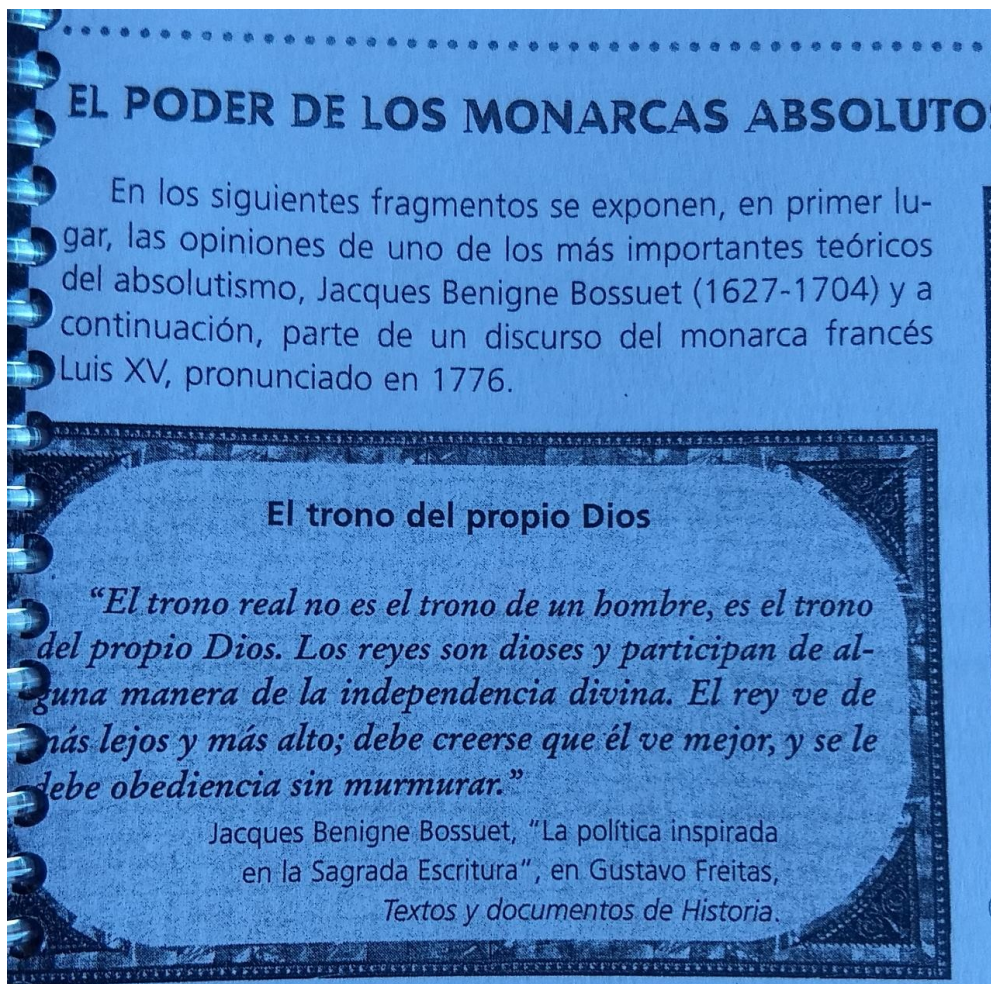 EL PODER DE LOS MONARCAS ABSOLUTOS
En los siguientes fragmentos se exponen, en primer lu-
gar, las opiniones de uno de los más importantes teóricos
del absolutismo, Jacques Benigne Bossuet (1627-1704) y a
continuación, parte de un discurso del monarca francés
Luis XV, pronunciado en 1776.
El trono del propio Dios
“El trono real no es el trono de un hombre, es el trono
del propio Dios. Los reyes son dioses y participan de al-
guna manera de la independencia divina. El rey ve de
más lejos y más alto; debe creerse que él ve mejor, y se le
debe obediencia sin murmurar.”
Jacques Benigne Bossuet, “La política inspirada
en la Sagrada Escritura”, en Gustavo Freitas,
Textos y documentos de Historia.